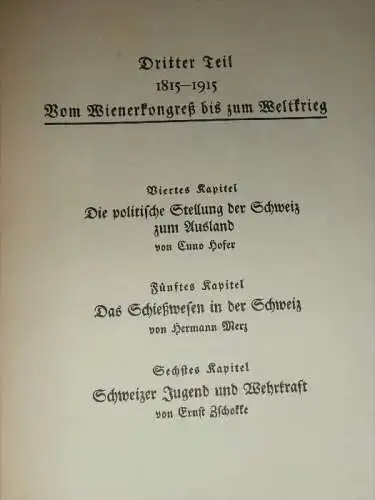 Dritter Teil
1815–1915
Vom Wienerkongreß bis zum Weltkrieg
Viertes Kapitel
Die politische Stellung der Schweiz
zum Ausland
von Cuno Hofer
Fünftes Kapitel
Das Schießwesen in der Schweiz
von Hermann Merz
Sechstes Kapitel
Schweizer Jugend und Wehrkraft
von Ernst Zschokke